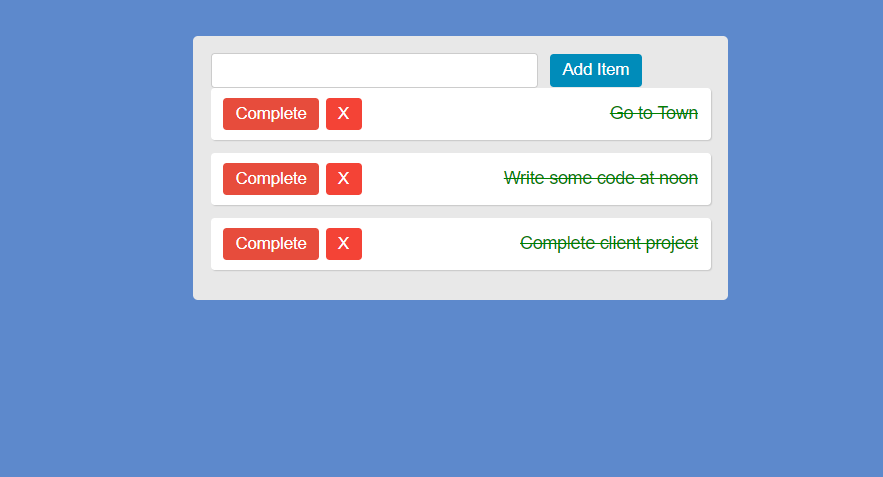 Add Item
Complete X Go to Town
Complete X Write some code at noon
Complete X Complete client project